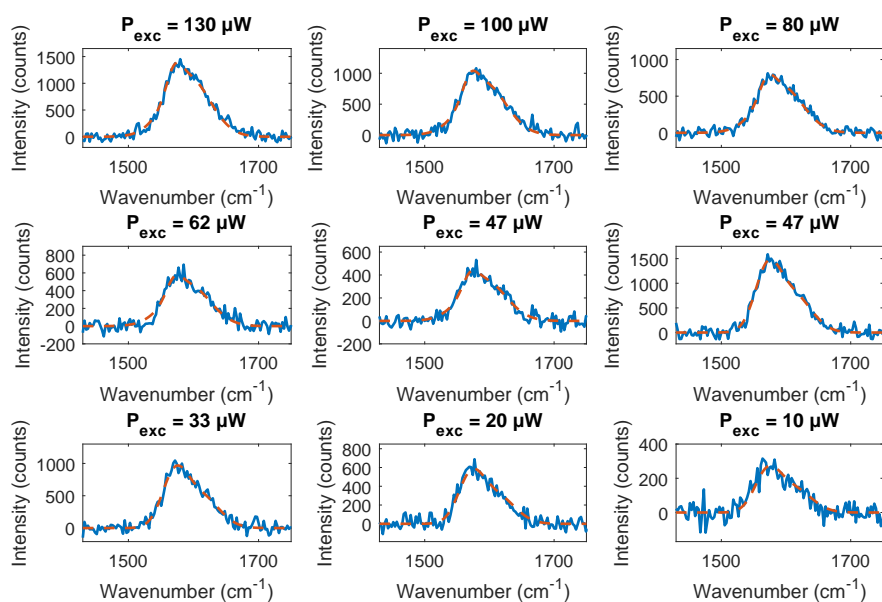 P_exc = 130 µW
P_exc = 100 µW
P_exc = 80 µW
Intensity (counts)
1500
1000
500
0
1500
1700
Wavenumber (cm⁻¹)
Intensity (counts)
1000
500
0
1500
1700
Wavenumber (cm⁻¹)
Intensity (counts)
1000
500
0
1500
1700
Wavenumber (cm⁻¹)
P_exc = 62 µW
P_exc = 47 µW
P_exc = 47 µW
Intensity (counts)
800
600
400
200
0
-200
1500
1700
Wavenumber (cm⁻¹)
Intensity (counts)
600
400
200
0
-200
1500
1700
Wavenumber (cm⁻¹)
Intensity (counts)
1500
1000
500
0
1500
1700
Wavenumber (cm⁻¹)
P_exc = 33 µW
P_exc = 20 µW
P_exc = 10 µW
Intensity (counts)
1000
500
0
1500
1700
Wavenumber (cm⁻¹)
Intensity (counts)
800
600
400
200
0
1500
1700
Wavenumber (cm⁻¹)
Intensity (counts)
400
200
0
1500
1700
Wavenumber (cm⁻¹)